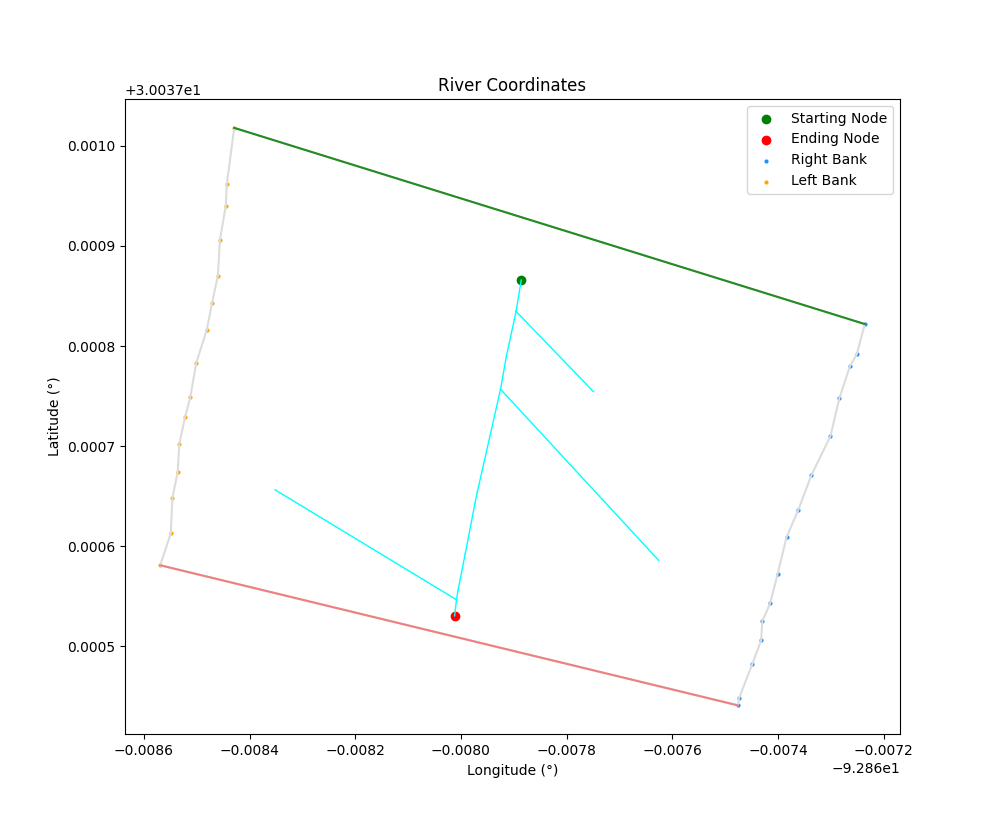 River Coordinates
+3.0037e1
Starting Node
Ending Node
Right Bank
Left Bank
0.0010
0.0009
0.0008
0.0007
0.0006
0.0005
Latitude (°)
−0.0086
−0.0084
−0.0082
−0.0080
−0.0078
−0.0076
−0.0074
−0.0072
Longitude (°)
−9.286e1